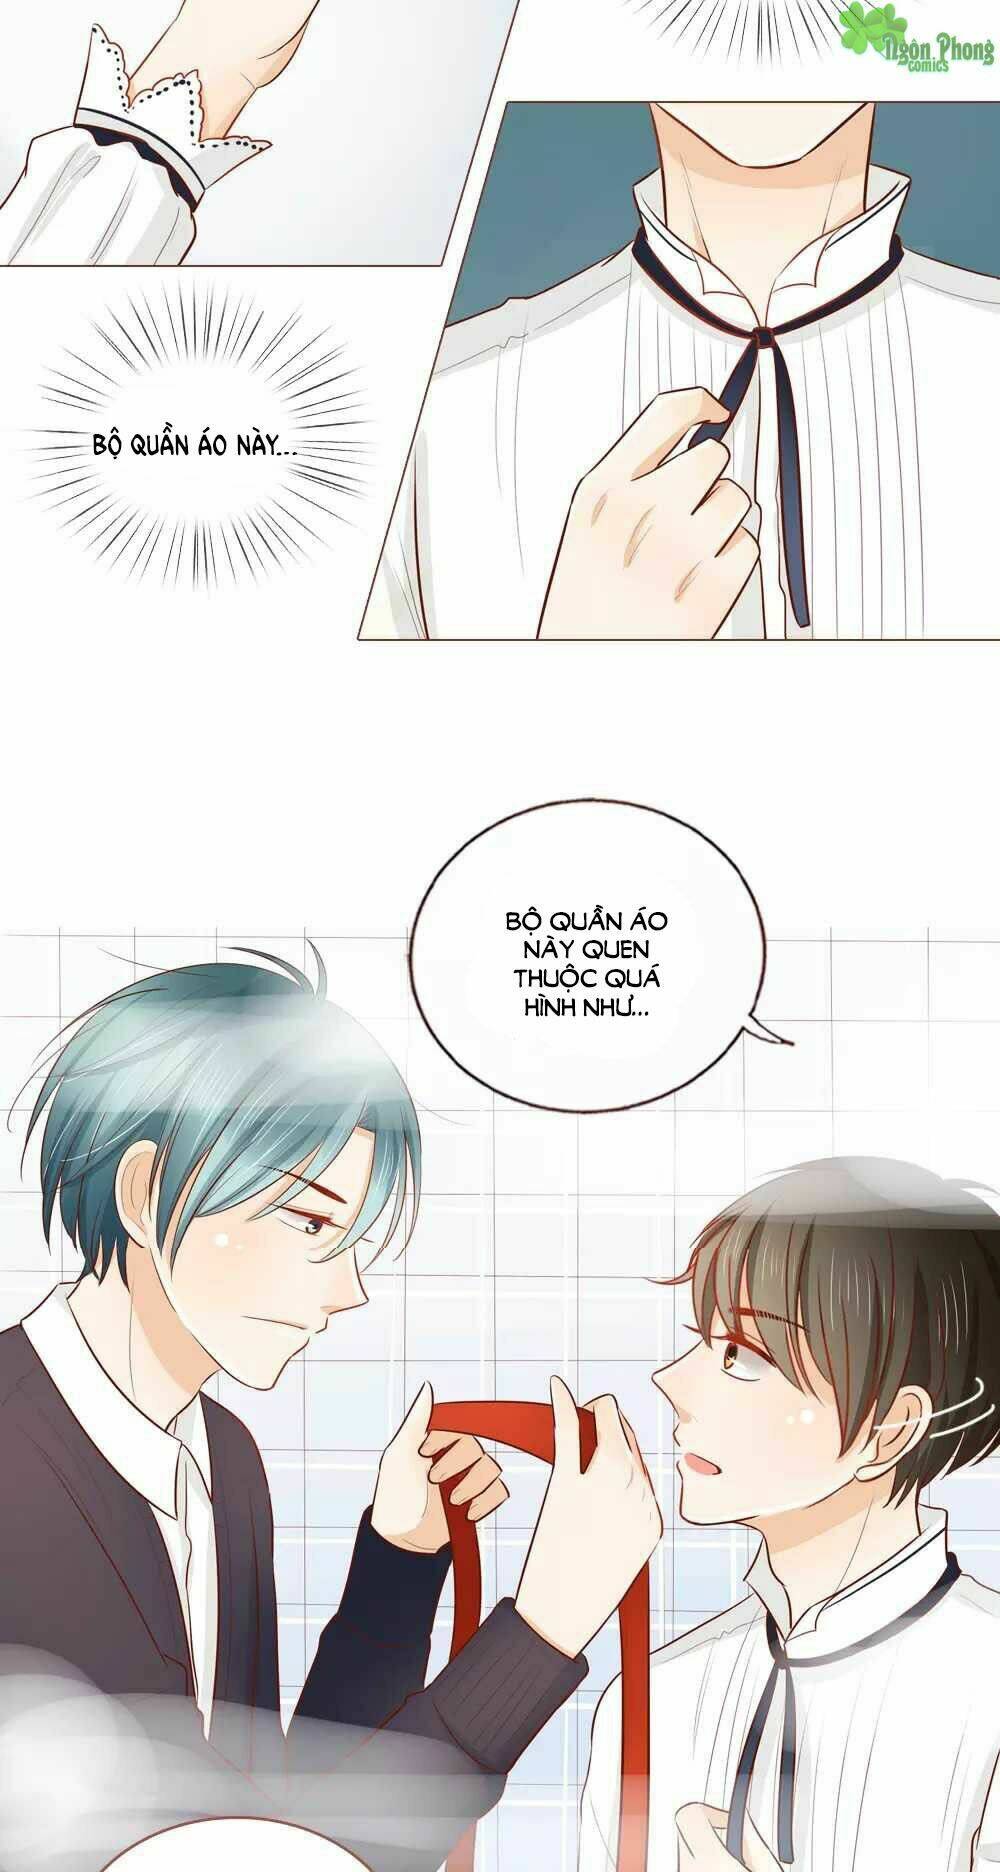 Ngôn Phong
comics
BỘ QUẦN ÁO NÀY...
BỘ QUẦN ÁO
NÀY QUEN
THUỘC QUÁ
HÌNH NHƯ...